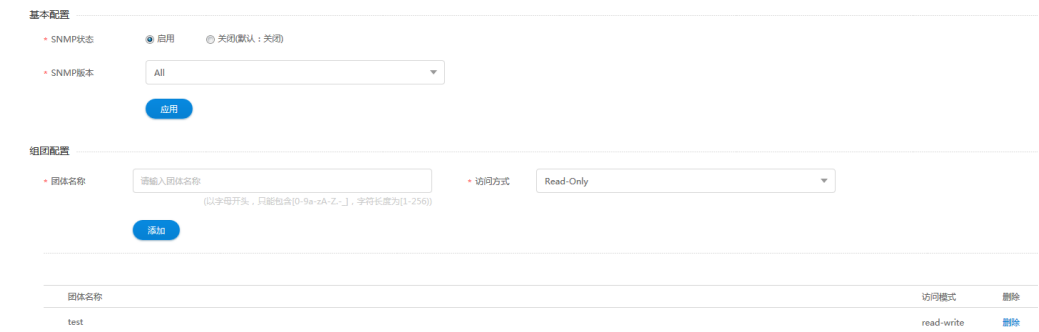 基本配置
* SNMP状态 启用 关闭(默认：关闭)
* SNMP版本 All
应用
组团配置
* 团体名称 请输入团体名称 * 访问方式 Read-Only
(以字母开头，只能包含[0-9a-zA-Z.-_]，字符长度为[1-256))
添加
团体名称 访问模式 删除
test read-write 删除